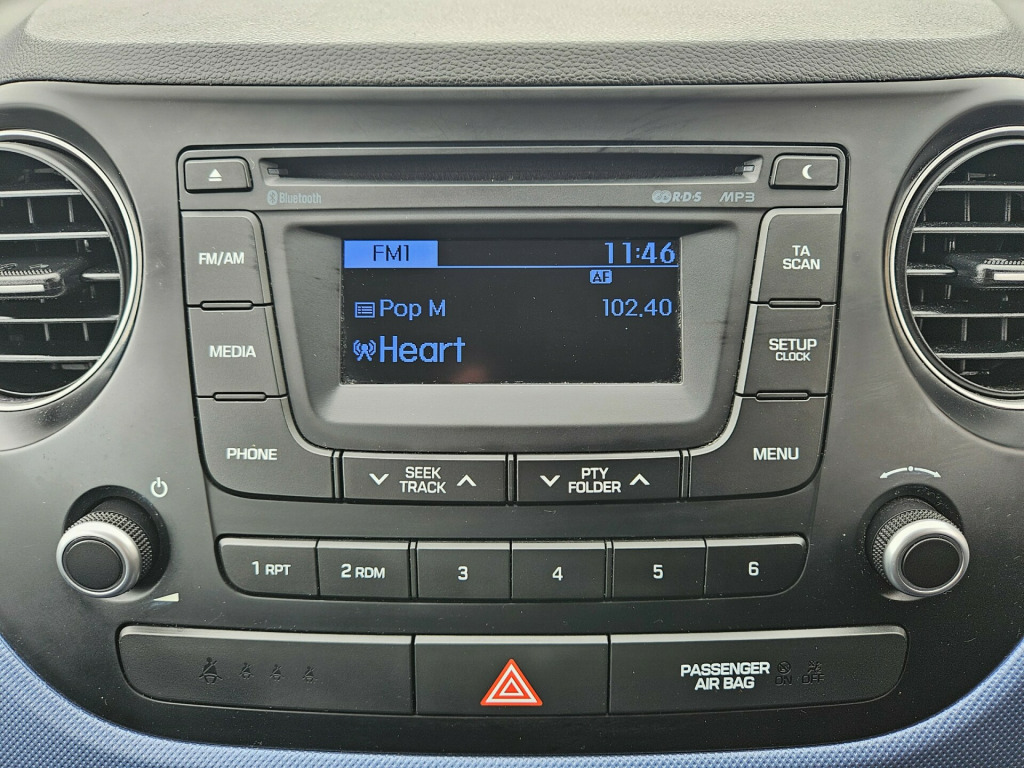 Bluetooth
R·D·S MP3
FM/AM
FM1 11:46
AF
Pop M 102.40
Heart
TA
SCAN
MEDIA
SETUP
CLOCK
PHONE
SEEK
TRACK
PTY
FOLDER
MENU
1 RPT
2 RDM
3
4
5
6
PASSENGER
AIR BAG
ON OFF